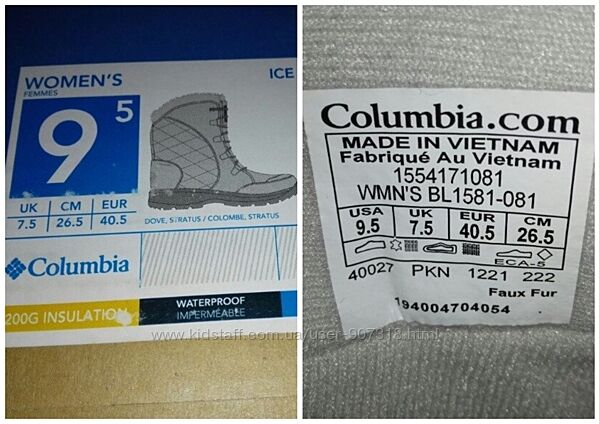 WOMEN'S
FEMMES
ICE
9 5
UK CM EUR
7.5 26.5 40.5
DOVE, STRATUS / COLOMBE, STRATUS
Columbia
200G INSULATION
WATERPROOF
IMPERMÉABLE
Columbia.com
MADE IN VIETNAM
Fabriqué Au Vietnam
1554171081
WMN'S BL1581-081
USA UK EUR CM
9.5 7.5 40.5 26.5
ECA-S
40027 PKN 1221 222
Faux Fur
194004704054
www.kidstaff.com.ua/user-907318.html